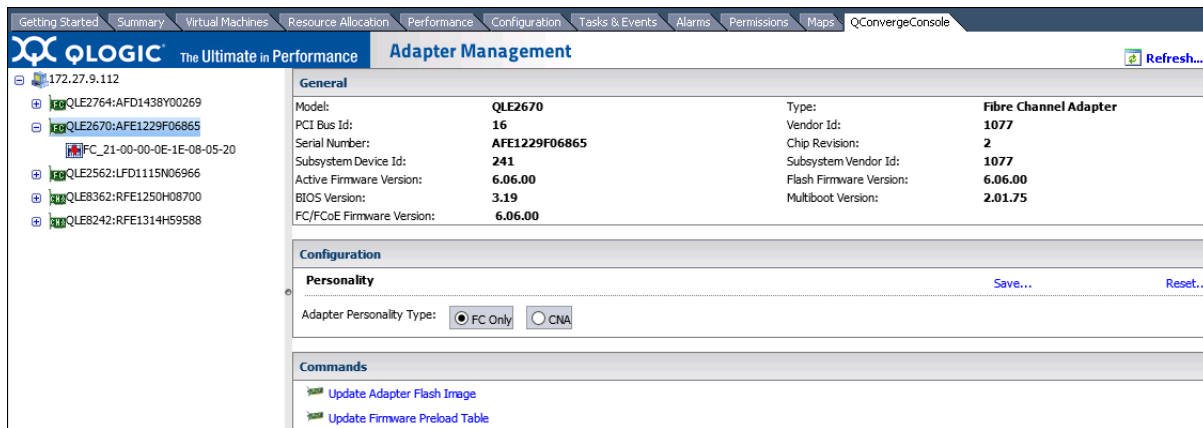 Getting Started Summary Virtual Machines Resource Allocation Performance Configuration Tasks & Events Alarms Permissions Maps QConvergeConsole
QLOGIC The Ultimate in Performance Adapter Management Refresh...
172.27.9.112
QLE2764:AFD1438Y00269
QLE2670:AFE1229F06865
FC_21-00-00-0E-1E-08-05-20
QLE2562:LFD1115N06966
QLE8362:RFE1250H08700
QLE8242:RFE1314H59588
General
Model: QLE2670 Type: Fibre Channel Adapter
PCI Bus Id: 16 Vendor Id: 1077
Serial Number: AFE1229F06865 Chip Revision: 2
Subsystem Device Id: 241 Subsystem Vendor Id: 1077
Active Firmware Version: 6.06.00 Flash Firmware Version: 6.06.00
BIOS Version: 3.19 Multiboot Version: 2.01.75
FC/FCoE Firmware Version: 6.06.00
Configuration
Personality Save... Reset..
Adapter Personality Type: FC Only CNA
Commands
Update Adapter Flash Image
Update Firmware Preload Table